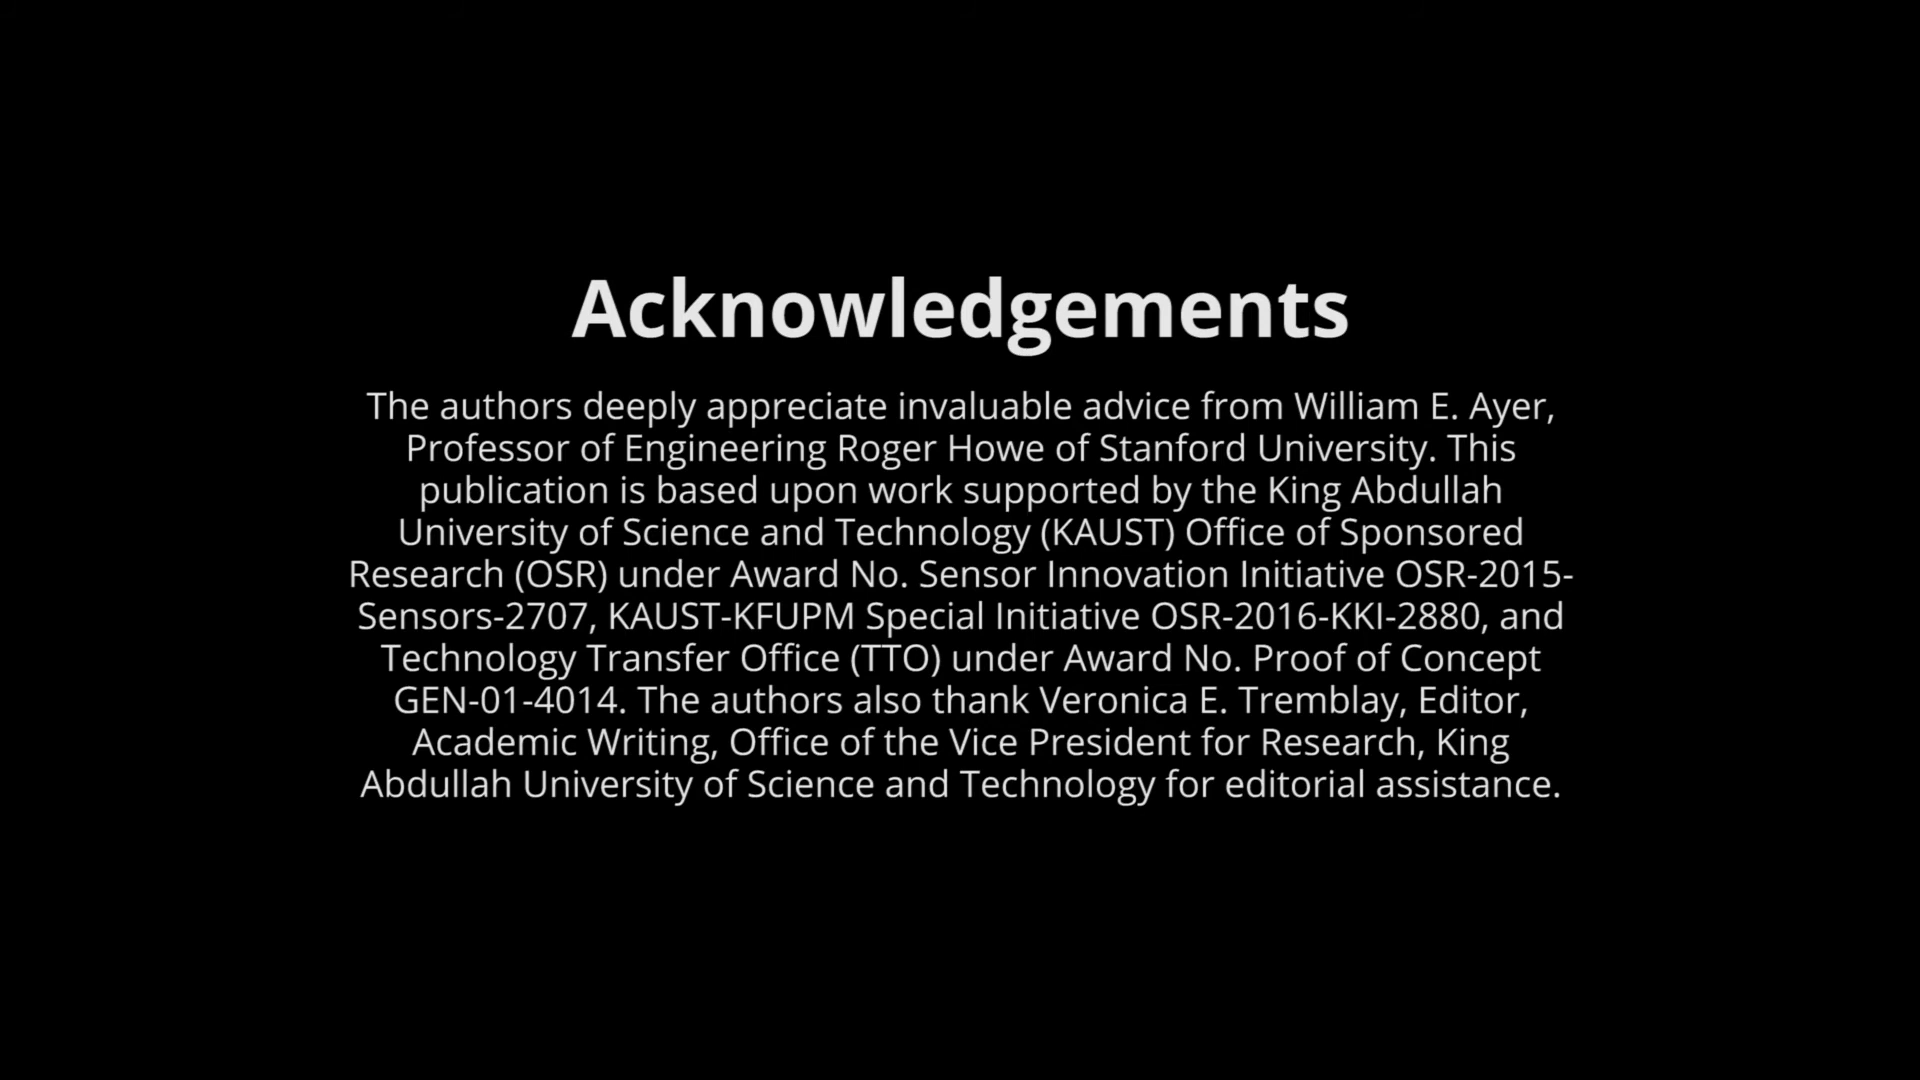 Acknowledgements
The authors deeply appreciate invaluable advice from William E. Ayer,
Professor of Engineering Roger Howe of Stanford University. This
publication is based upon work supported by the King Abdullah
University of Science and Technology (KAUST) Office of Sponsored
Research (OSR) under Award No. Sensor Innovation Initiative OSR-2015-
Sensors-2707, KAUST-KFUPM Special Initiative OSR-2016-KKI-2880, and
Technology Transfer Office (TTO) under Award No. Proof of Concept
GEN-01-4014. The authors also thank Veronica E. Tremblay, Editor,
Academic Writing, Office of the Vice President for Research, King
Abdullah University of Science and Technology for editorial assistance.